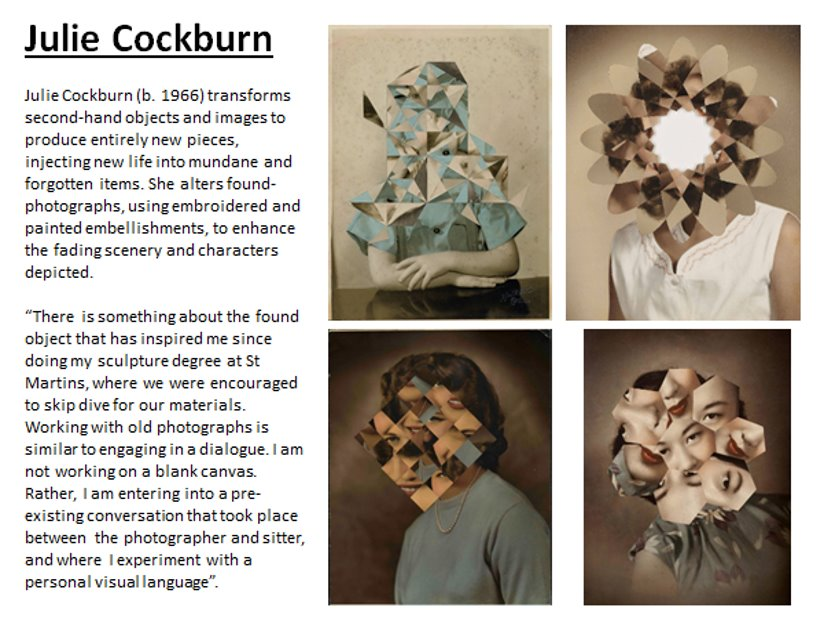 Julie Cockburn
Julie Cockburn (b. 1966) transforms
second-hand objects and images to
produce entirely new pieces,
injecting new life into mundane and
forgotten items. She alters found-
photographs, using embroidered and
painted embellishments, to enhance
the fading scenery and characters
depicted.
“There is something about the found
object that has inspired me since
doing my sculpture degree at St
Martins, where we were encouraged
to skip dive for our materials.
Working with old photographs is
similar to engaging in a dialogue. I am
not working on a blank canvas.
Rather, I am entering into a pre-
existing conversation that took place
between the photographer and sitter,
and where I experiment with a
personal visual language”.